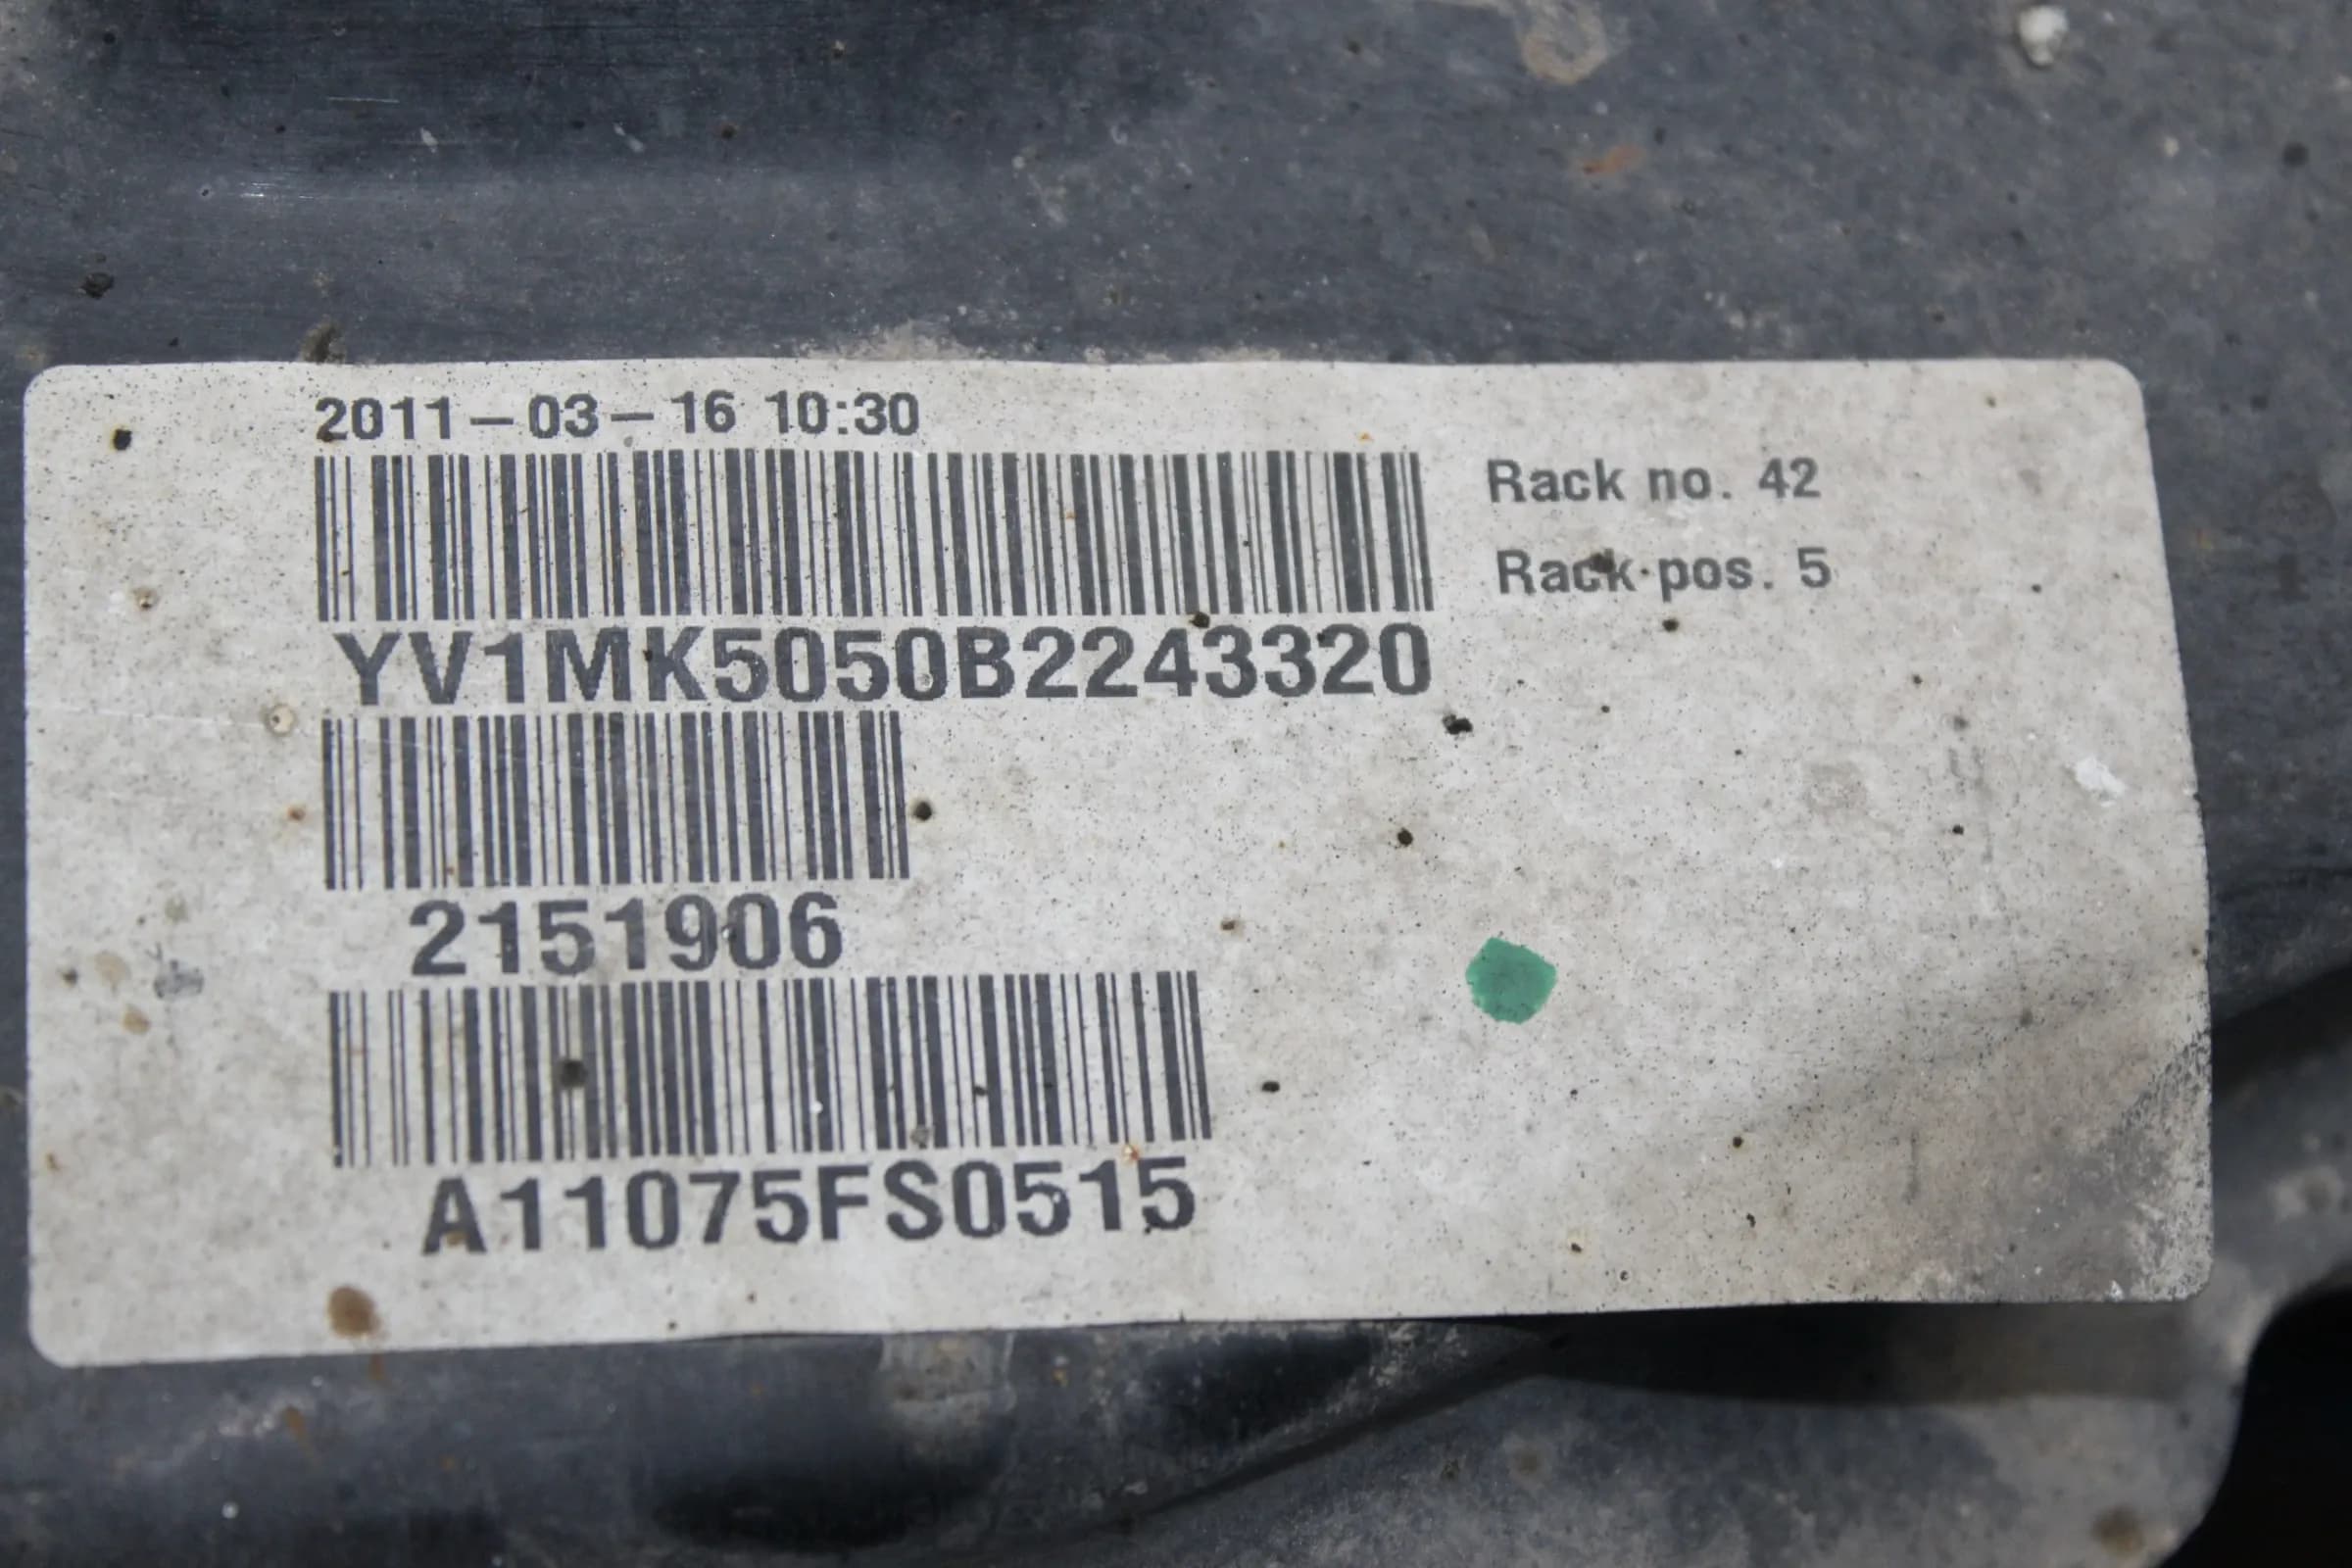 2011-03-16 10:30
Rack no. 42
Rack pos. 5
YV1MK5050B2243320
2151906
A11075FS0515